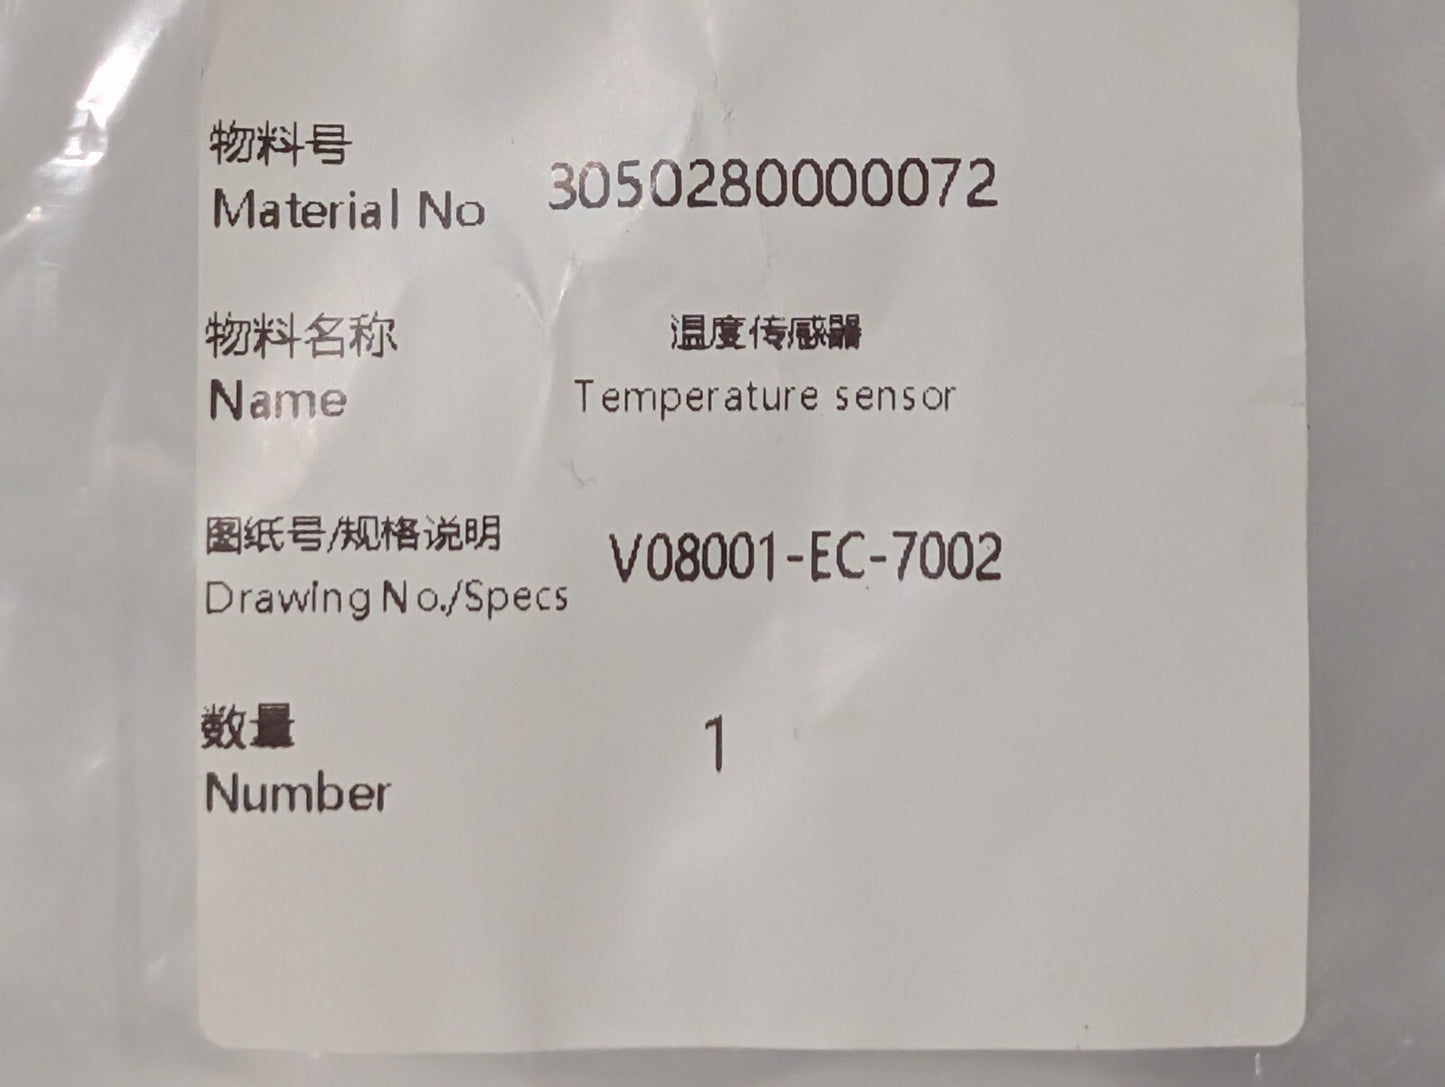 物料号
Material No 3050280000072
物料名称 温度传感器
Name Temperature sensor
图纸号/规格说明 V08001-EC-7002
Drawing No./Specs
数量 1
Number